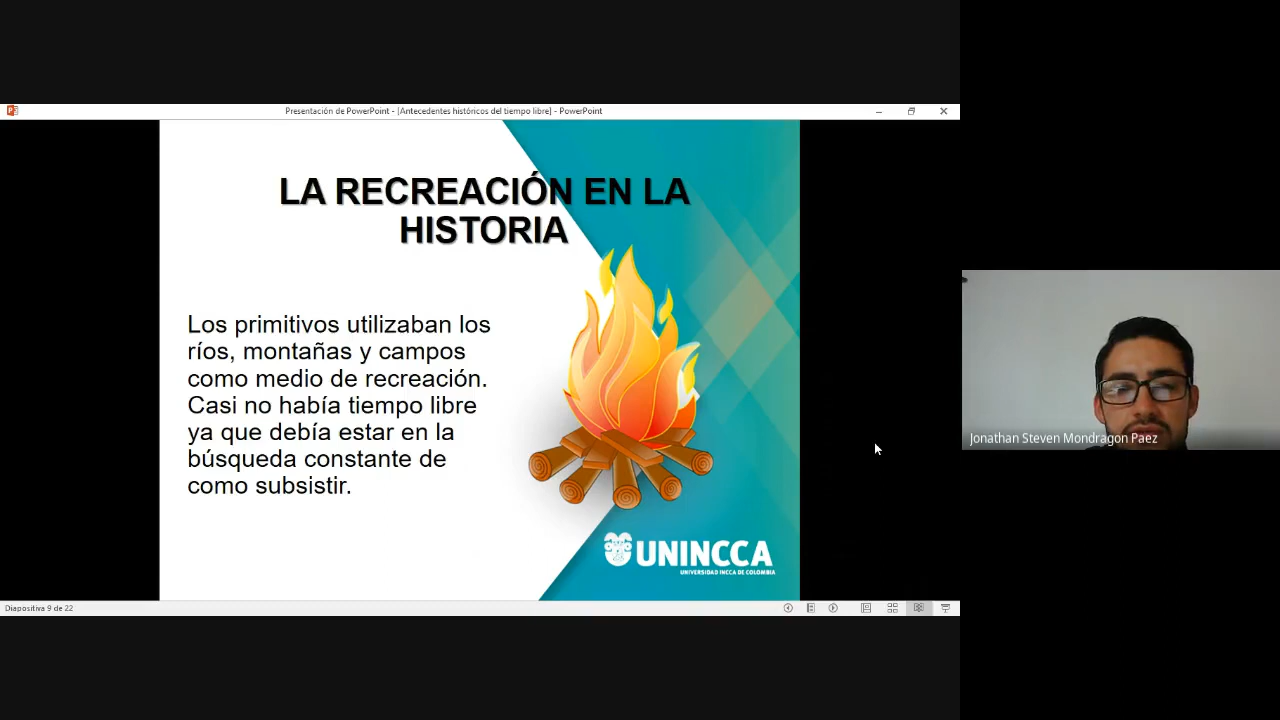 Presentación de PowerPoint - [Antecedentes históricos del tiempo libre] - PowerPoint
LA RECREACIÓN EN LA
HISTORIA
Los primitivos utilizaban los
ríos, montañas y campos
como medio de recreación.
Casi no había tiempo libre
ya que debía estar en la
búsqueda constante de
como subsistir.
UNINCCA
UNIVERSIDAD INCCA DE COLOMBIA
Jonathan Steven Mondragon Paez
Diapositiva 9 de 22